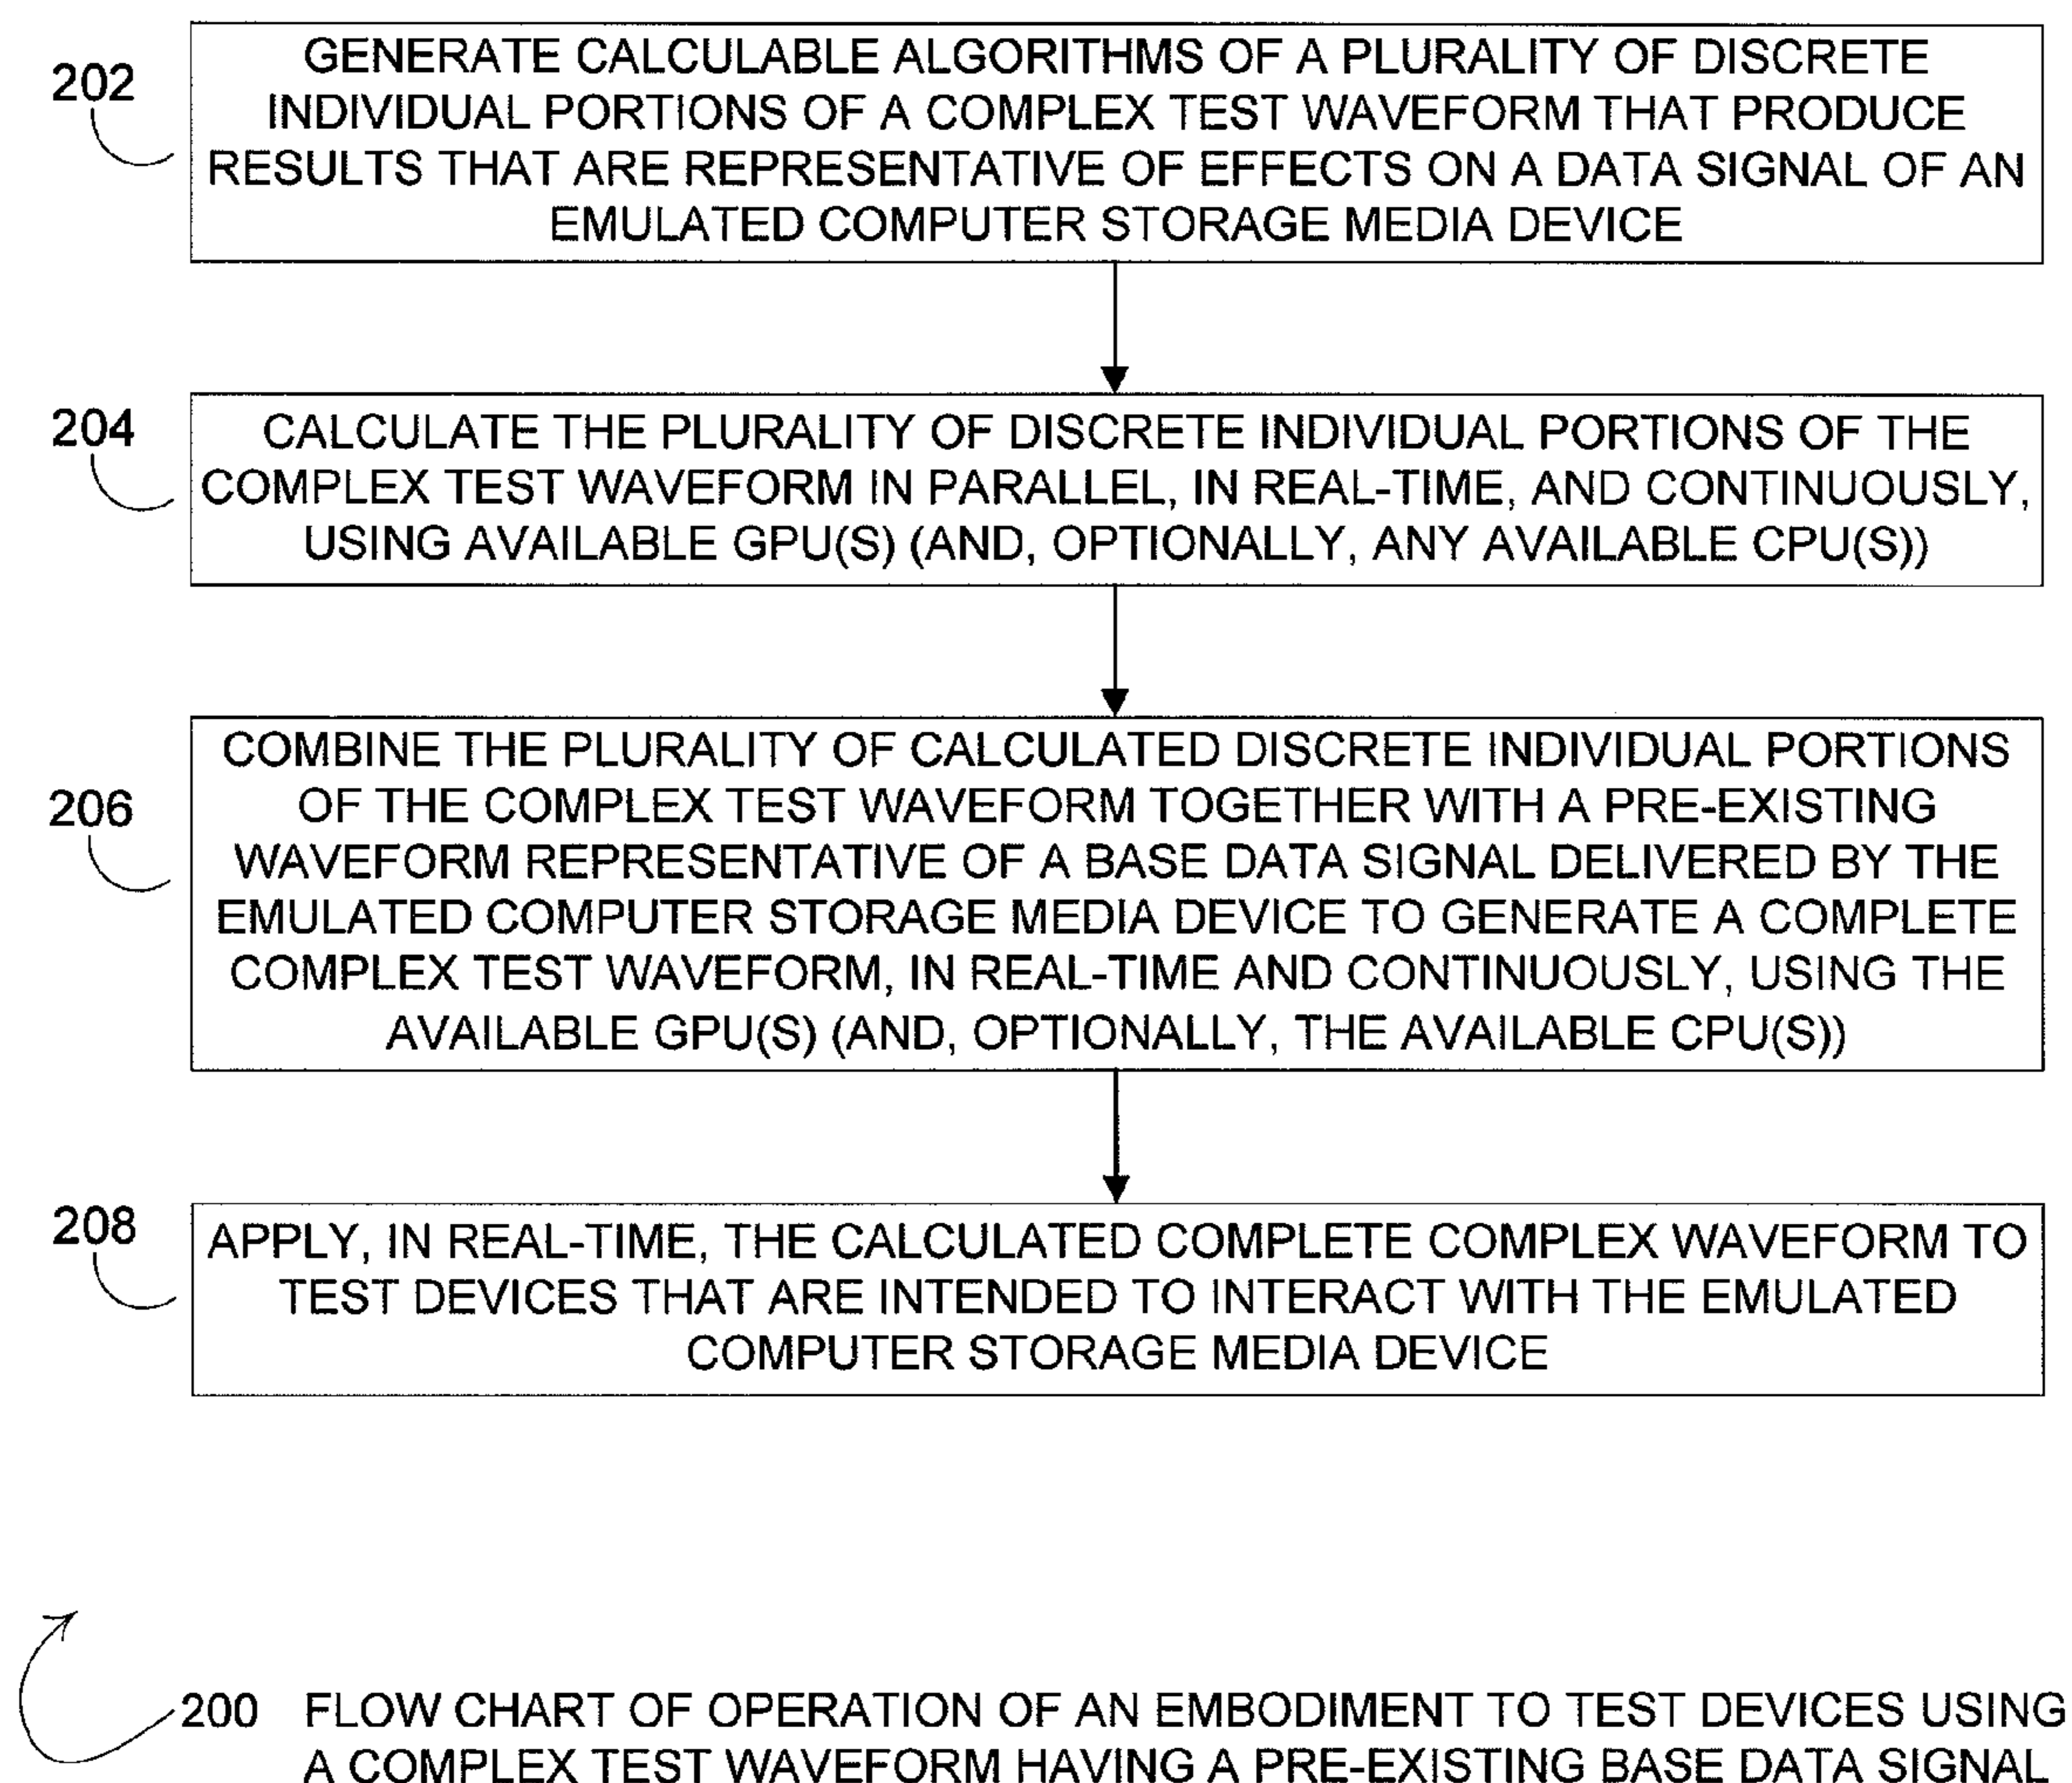 202
GENERATE CALCULABLE ALGORITHMS OF A PLURALITY OF DISCRETE
INDIVIDUAL PORTIONS OF A COMPLEX TEST WAVEFORM THAT PRODUCE
RESULTS THAT ARE REPRESENTATIVE OF EFFECTS ON A DATA SIGNAL OF AN
EMULATED COMPUTER STORAGE MEDIA DEVICE
204
CALCULATE THE PLURALITY OF DISCRETE INDIVIDUAL PORTIONS OF THE
COMPLEX TEST WAVEFORM IN PARALLEL, IN REAL-TIME, AND CONTINUOUSLY,
USING AVAILABLE GPU(S) (AND, OPTIONALLY, ANY AVAILABLE CPU(S))
206
COMBINE THE PLURALITY OF CALCULATED DISCRETE INDIVIDUAL PORTIONS
OF THE COMPLEX TEST WAVEFORM TOGETHER WITH A PRE-EXISTING
WAVEFORM REPRESENTATIVE OF A BASE DATA SIGNAL DELIVERED BY THE
EMULATED COMPUTER STORAGE MEDIA DEVICE TO GENERATE A COMPLETE
COMPLEX TEST WAVEFORM, IN REAL-TIME AND CONTINUOUSLY, USING THE
AVAILABLE GPU(S) (AND, OPTIONALLY, THE AVAILABLE CPU(S))
208
APPLY, IN REAL-TIME, THE CALCULATED COMPLETE COMPLEX WAVEFORM TO
TEST DEVICES THAT ARE INTENDED TO INTERACT WITH THE EMULATED
COMPUTER STORAGE MEDIA DEVICE
200 FLOW CHART OF OPERATION OF AN EMBODIMENT TO TEST DEVICES USING
A COMPLEX TEST WAVEFORM HAVING A PRE-EXISTING BASE DATA SIGNAL